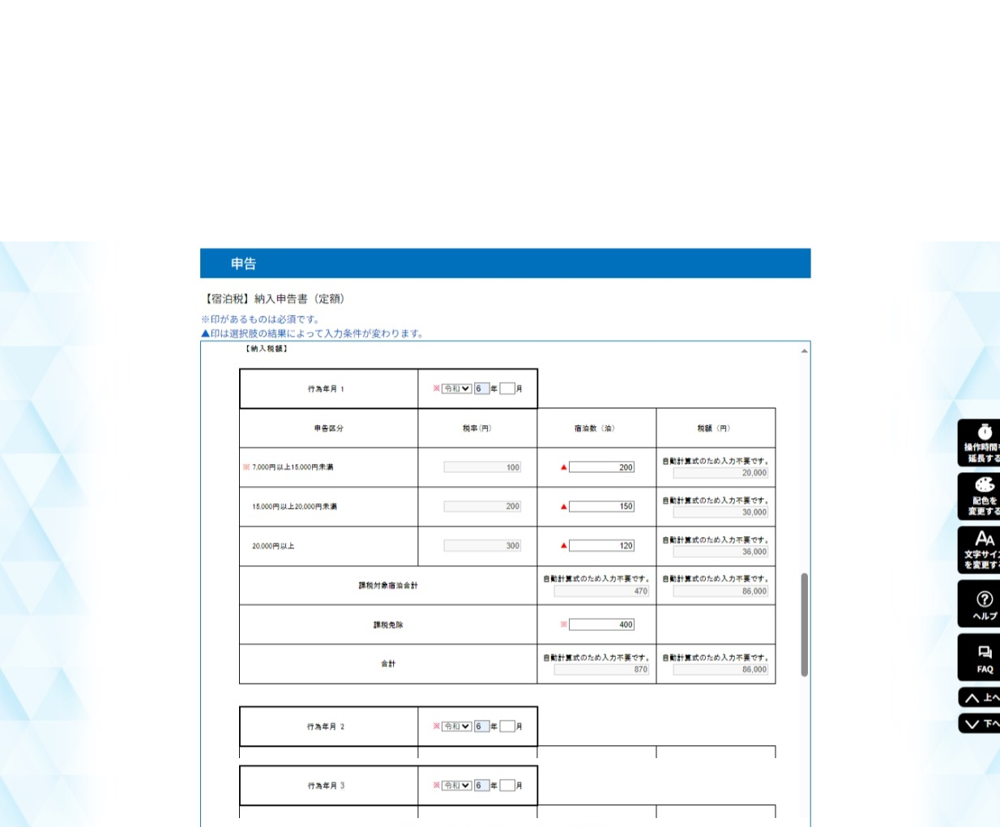 申告
【宿泊税】納入申告書（定額）
※印があるものは必須です。
▲印は選択肢の結果によって入力条件が変わります。
【納入税額】
行為年月 1 ※ 令和 6 年 月
申告区分 税率(円) 宿泊数（泊） 税額（円）
※ 7,000円以上15,000円未満 100 ▲ 200 自動計算式のため入力不要です。 20,000
15,000円以上20,000円未満 200 ▲ 150 自動計算式のため入力不要です。 30,000
20,000円以上 300 ▲ 120 自動計算式のため入力不要です。 36,000
課税対象宿泊合計 自動計算式のため入力不要です。 470 自動計算式のため入力不要です。 86,000
課税免除 ※ 400
合計 自動計算式のため入力不要です。 870 自動計算式のため入力不要です。 86,000
行為年月 2 ※ 令和 6 年 月
行為年月 3 ※ 令和 6 年 月
操作時間を
延長する
配色を
変更する
AA
文字サイズ
を変更する
?
ヘルプ
FAQ
上へ
下へ